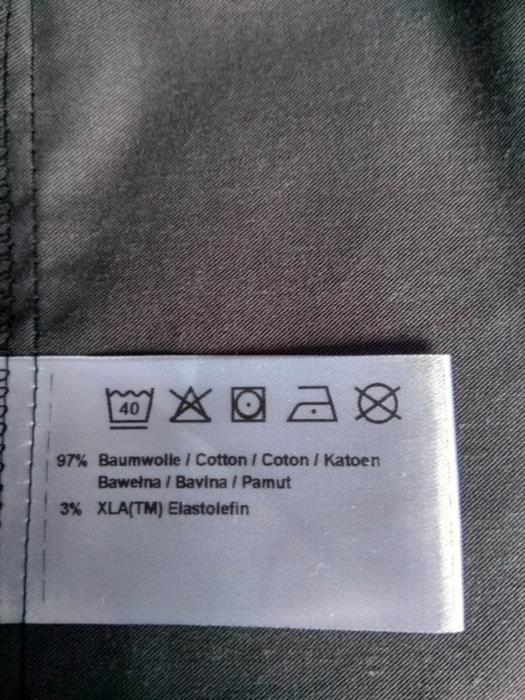 40
97% Baumwolle / Cotton / Coton / Katoen
Bawełna / Bavlna / Pamut
3% XLA(TM) Elastolefin